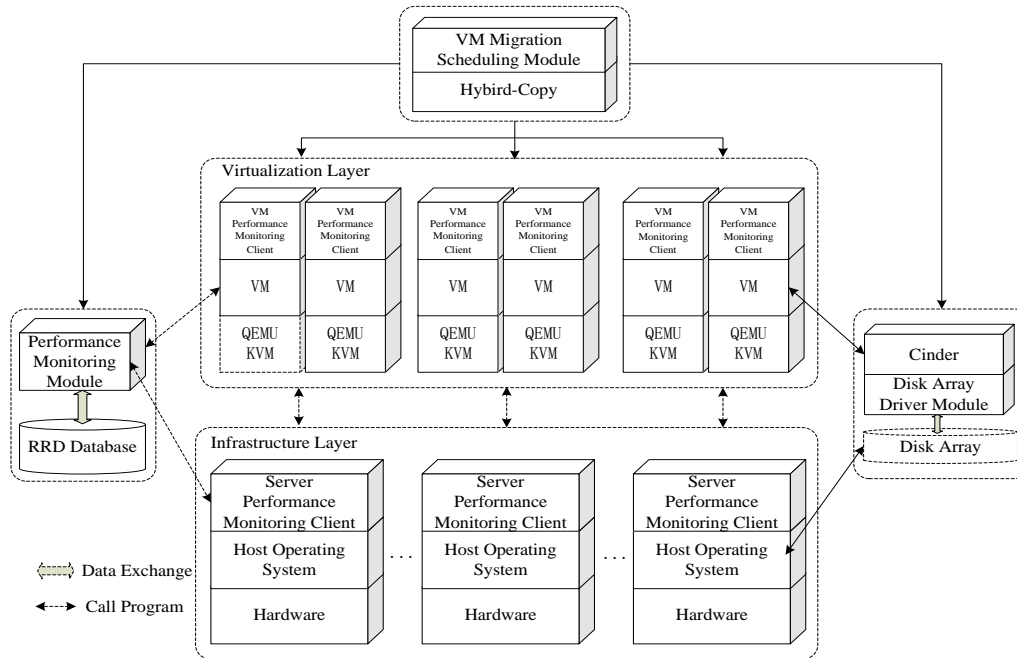 VM Migration
Scheduling Module
Hybird-Copy
Virtualization Layer
VM
Performance
Monitoring
Client
VM
Performance
Monitoring
Client
VM
Performance
Monitoring
Client
VM
Performance
Monitoring
Client
VM
Performance
Monitoring
Client
VM
Performance
Monitoring
Client
VM
VM
VM
VM
VM
VM
QEMU
KVM
QEMU
KVM
QEMU
KVM
QEMU
KVM
QEMU
KVM
QEMU
KVM
Performance
Monitoring
Module
RRD Database
Cinder
Disk Array
Driver Module
Disk Array
Infrastructure Layer
Server
Performance
Monitoring Client
Server
Performance
Monitoring Client
Server
Performance
Monitoring Client
Host Operating
System
...
Host Operating
System
...
Host Operating
System
Hardware
Hardware
Hardware
Data Exchange
Call Program